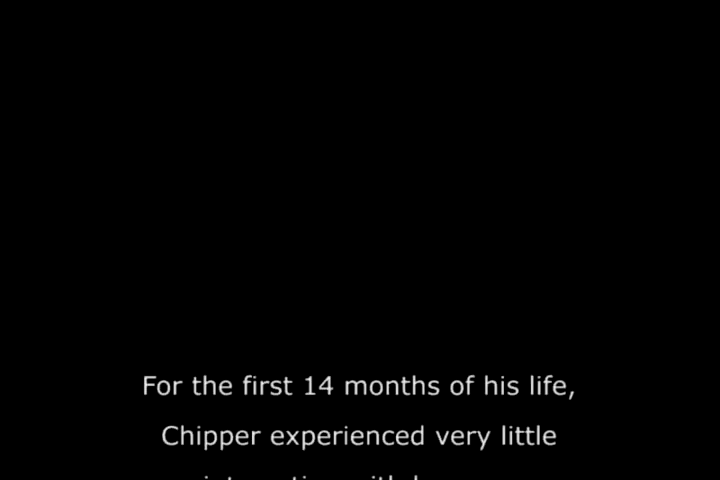 For the first 14 months of his life,
Chipper experienced very little